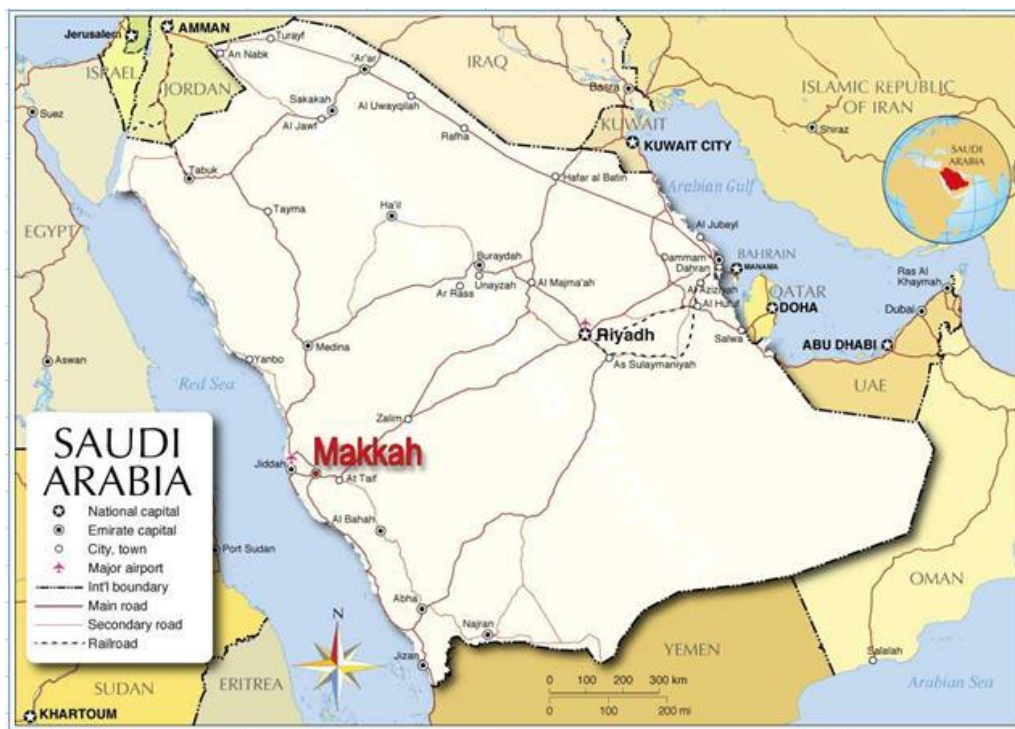 AMMAN
Jerusalem
Turayf
An Nabk
'Ar'ar
IRAQ
ISLAMIC REPUBLIC
OF IRAN
ISRAEL
JORDAN
Sakakah
Al Uwayqilah
Basra
Suez
Al Jawf
Rafha
KUWAIT
Shiraz
KUWAIT CITY
SAUDI
ARABIA
Tabuk
Hafar al Batin
Arabian Gulf
Tayma
Ha'il
Al Jubayl
EGYPT
Buraydah
Dammam
BAHRAIN
Dahran
MANAMA
Unayzah
Al Majma'ah
Ar Rass
Al Aziziyah
QATAR
Ras Al
Khaymah
Al Hufuf
DOHA
Dubai
Riyadh
Salwa
ABU DHABI
Medina
Yanbo
As Sulaymaniyah
Aswan
Red Sea
UAE
Zalim
Makkah
Jiddah
At Taif
Al Bahah
SAUDI
ARABIA
National capital
Emirate capital
City, town
Major airport
Int'l boundary
Main road
Secondary road
Railroad
Port Sudan
OMAN
Abha
N
Najran
Jizan
YEMEN
Salalah
SUDAN
ERITREA
KHARTOUM
0 100 200 300 km
0 100 200 mi
Arabian Sea